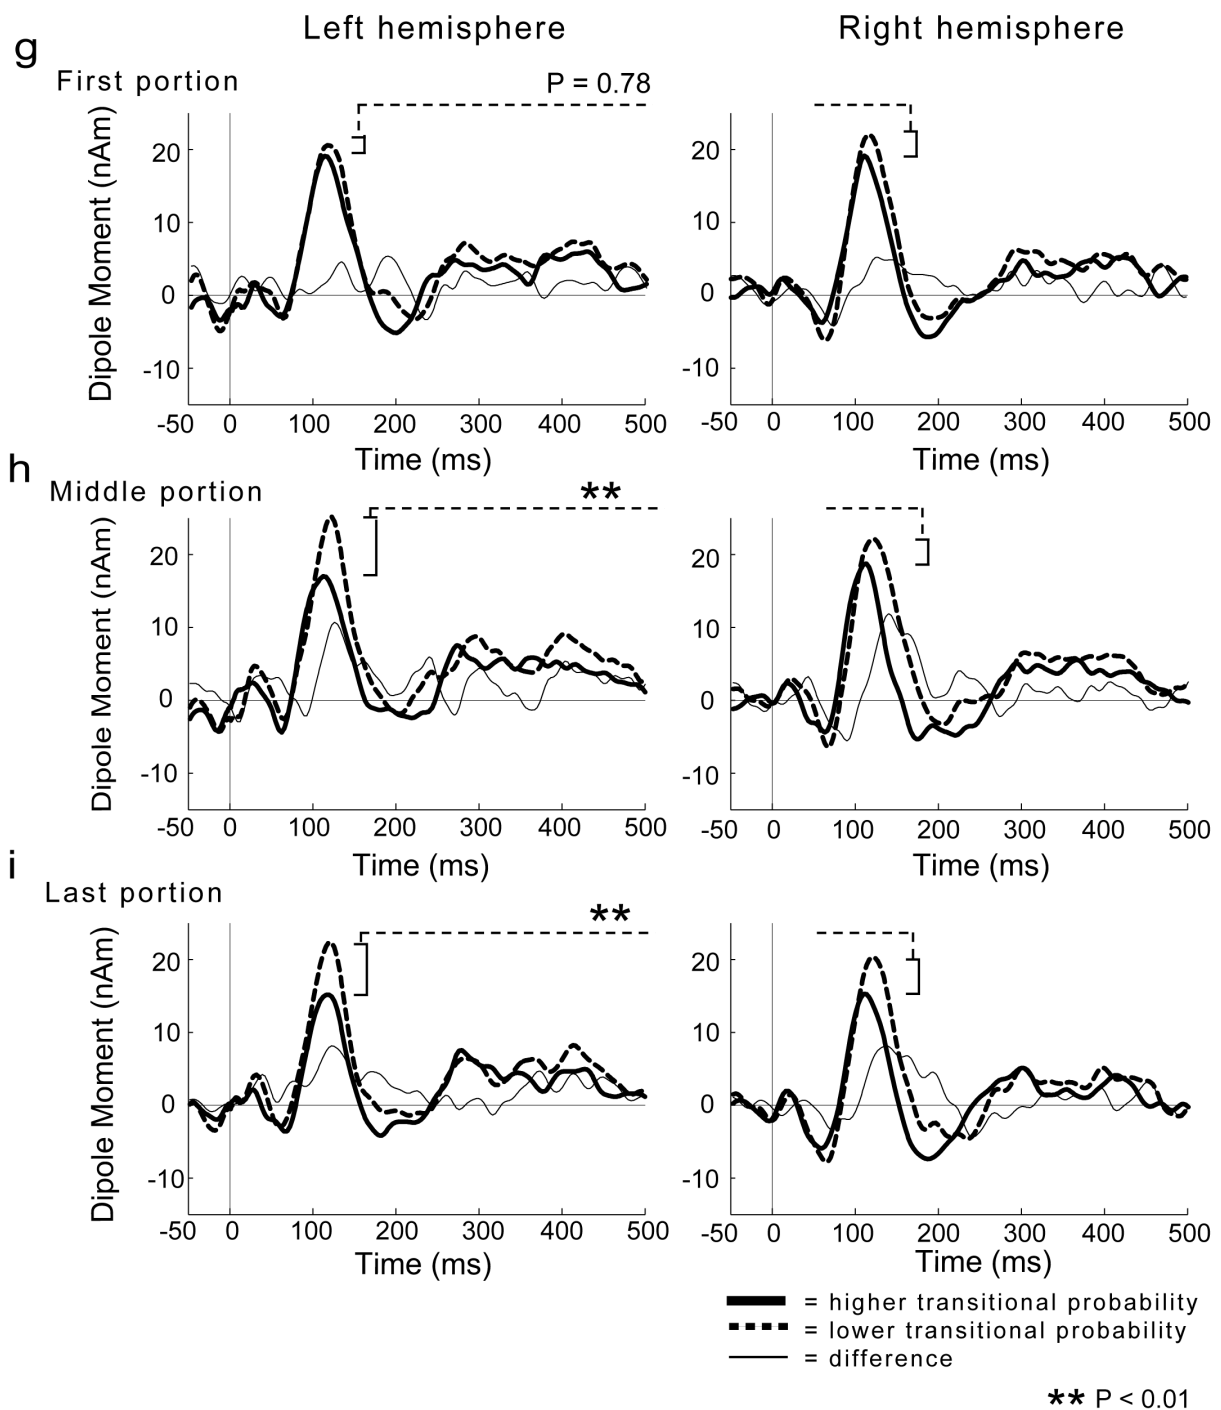 Left hemisphere
Right hemisphere
g
First portion
P = 0.78
Dipole Moment (nAm)
20
10
0
-10
-50 0 100 200 300 400 500
Time (ms)
20
10
0
-10
-50 0 100 200 300 400 500
Time (ms)
h
Middle portion
**
Dipole Moment (nAm)
20
10
0
-10
-50 0 100 200 300 400 500
Time (ms)
20
10
0
-10
-50 0 100 200 300 400 500
Time (ms)
i
Last portion
**
Dipole Moment (nAm)
20
10
0
-10
-50 0 100 200 300 400 500
Time (ms)
20
10
0
-10
-50 0 100 200 300 400 500
Time (ms)
= higher transitional probability
= lower transitional probability
= difference
** P < 0.01